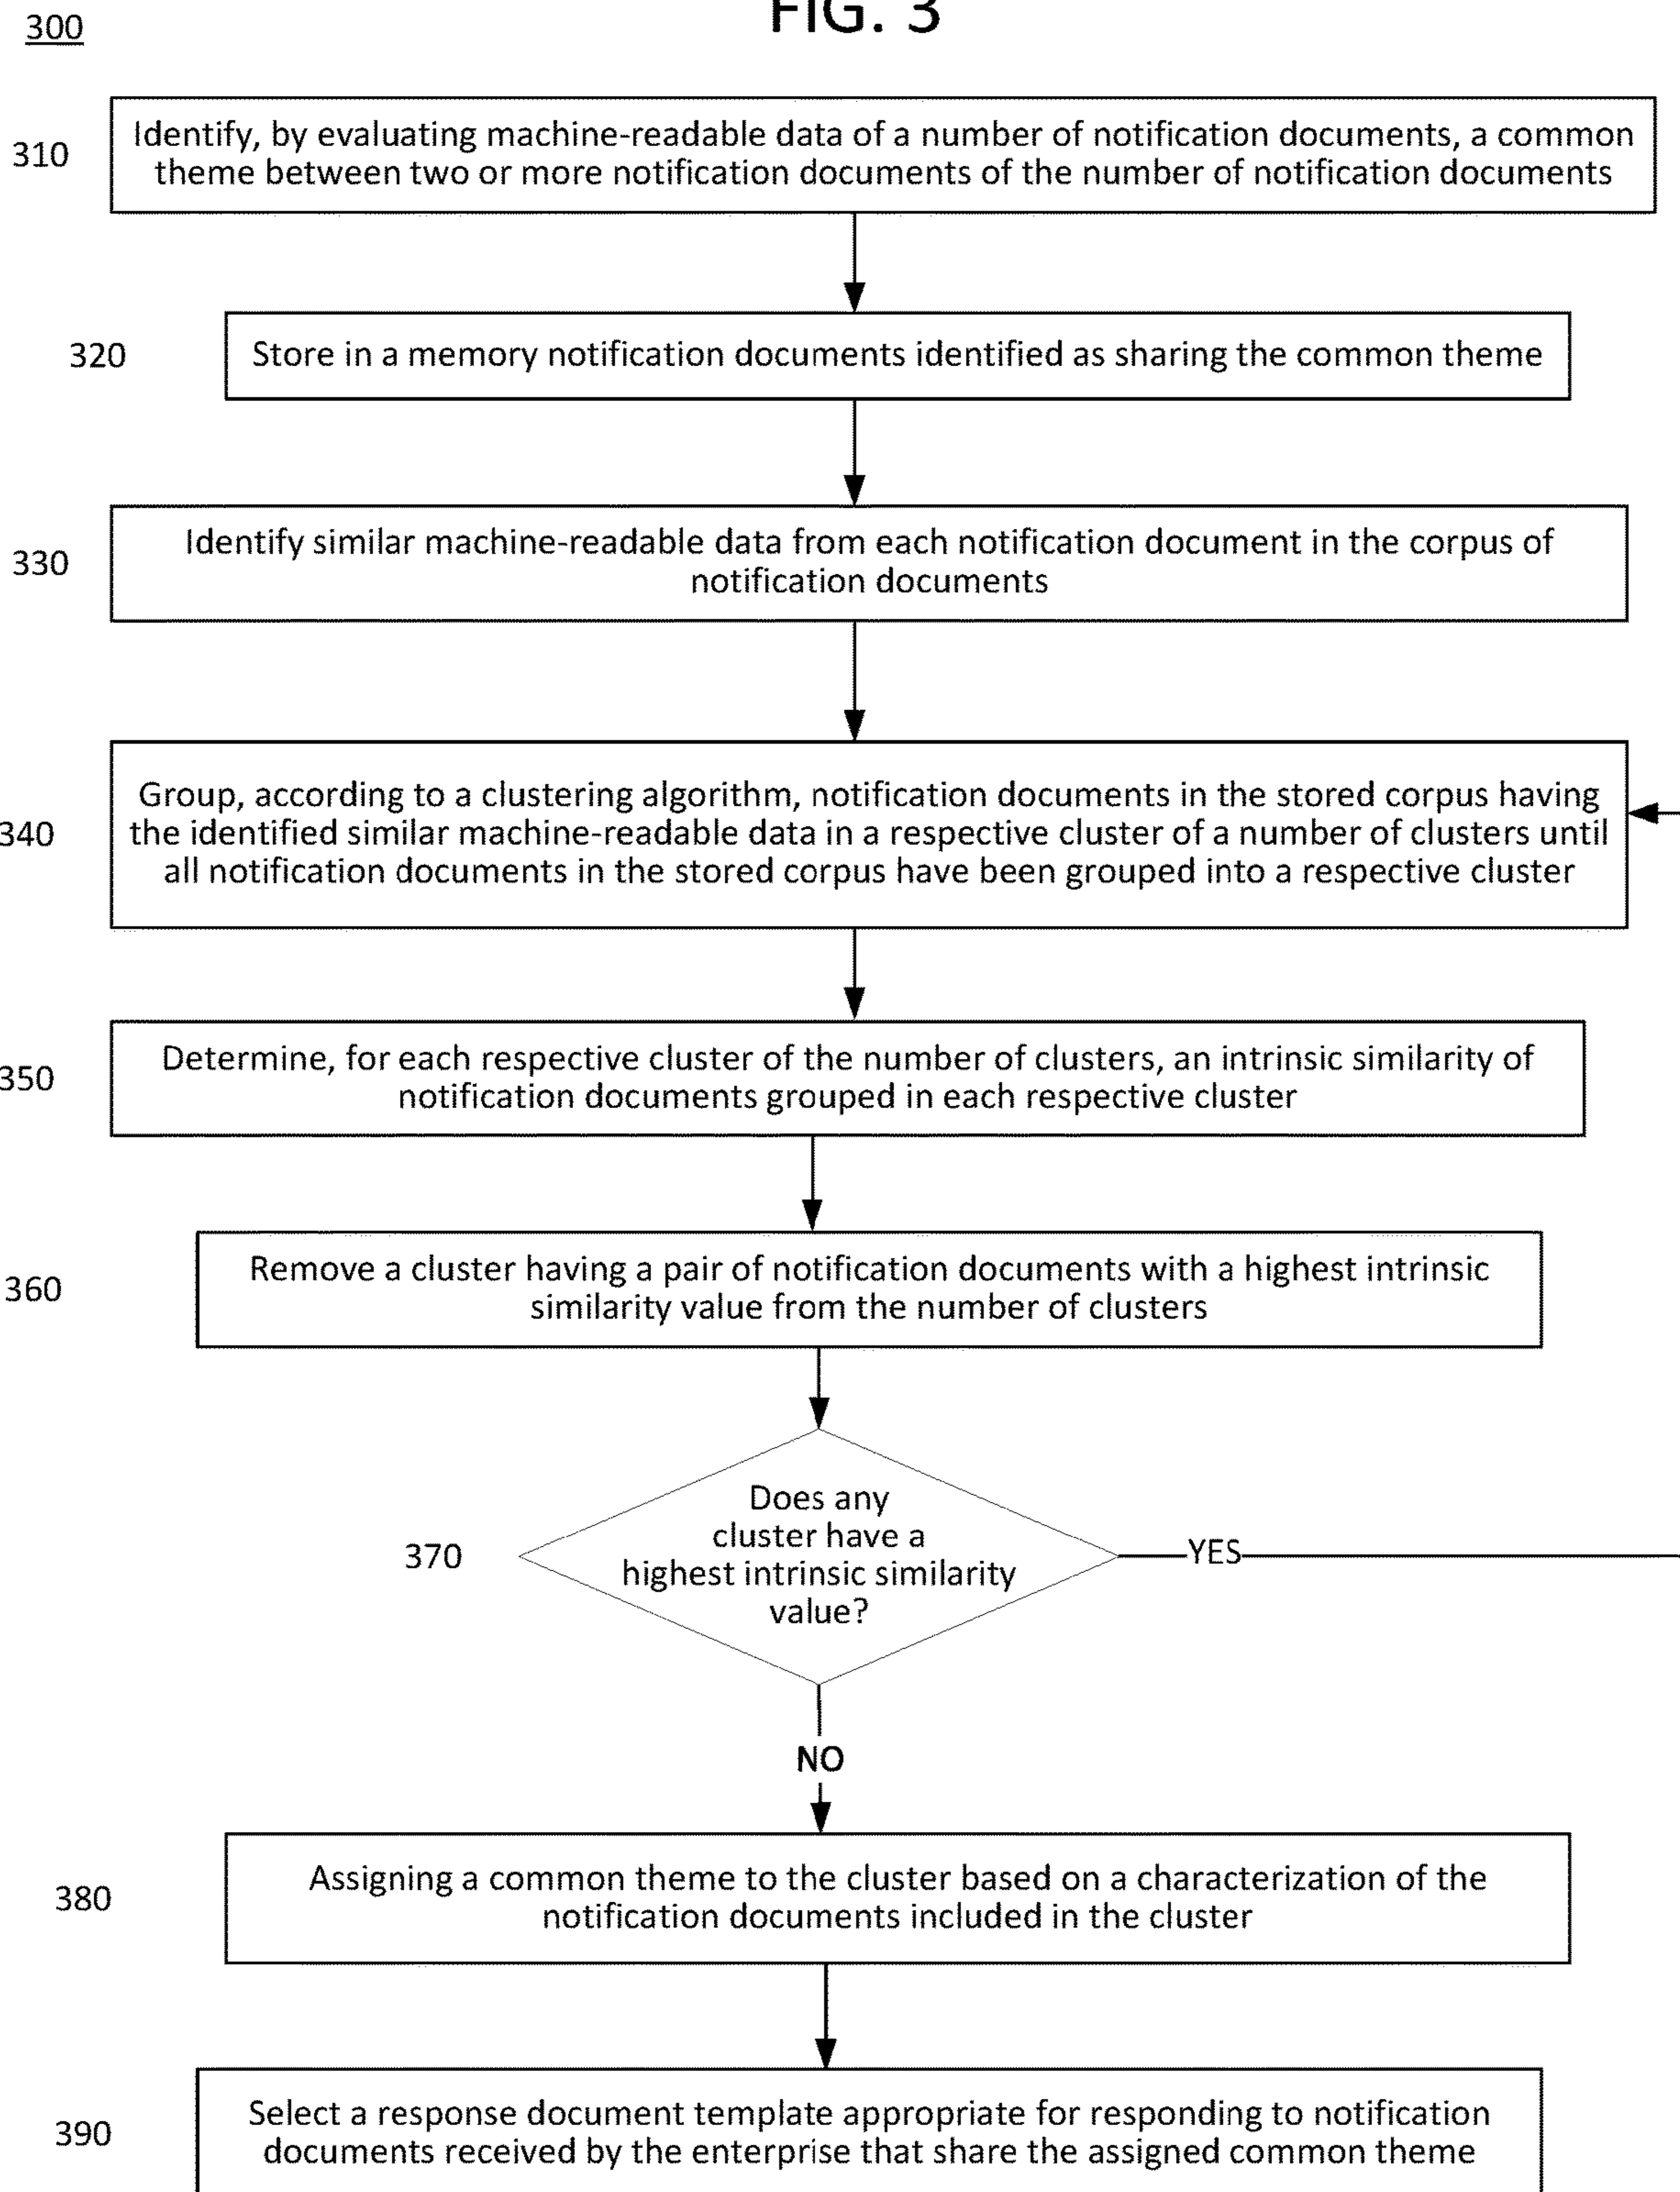 FIG. 3
300
310
Identify, by evaluating machine-readable data of a number of notification documents, a common
theme between two or more notification documents of the number of notification documents
320
Store in a memory notification documents identified as sharing the common theme
330
Identify similar machine-readable data from each notification document in the corpus of
notification documents
340
Group, according to a clustering algorithm, notification documents in the stored corpus having
the identified similar machine-readable data in a respective cluster of a number of clusters until
all notification documents in the stored corpus have been grouped into a respective cluster
350
Determine, for each respective cluster of the number of clusters, an intrinsic similarity of
notification documents grouped in each respective cluster
360
Remove a cluster having a pair of notification documents with a highest intrinsic
similarity value from the number of clusters
370
Does any
cluster have a
highest intrinsic similarity
value?
YES
NO
380
Assigning a common theme to the cluster based on a characterization of the
notification documents included in the cluster
390
Select a response document template appropriate for responding to notification
documents received by the enterprise that share the assigned common theme